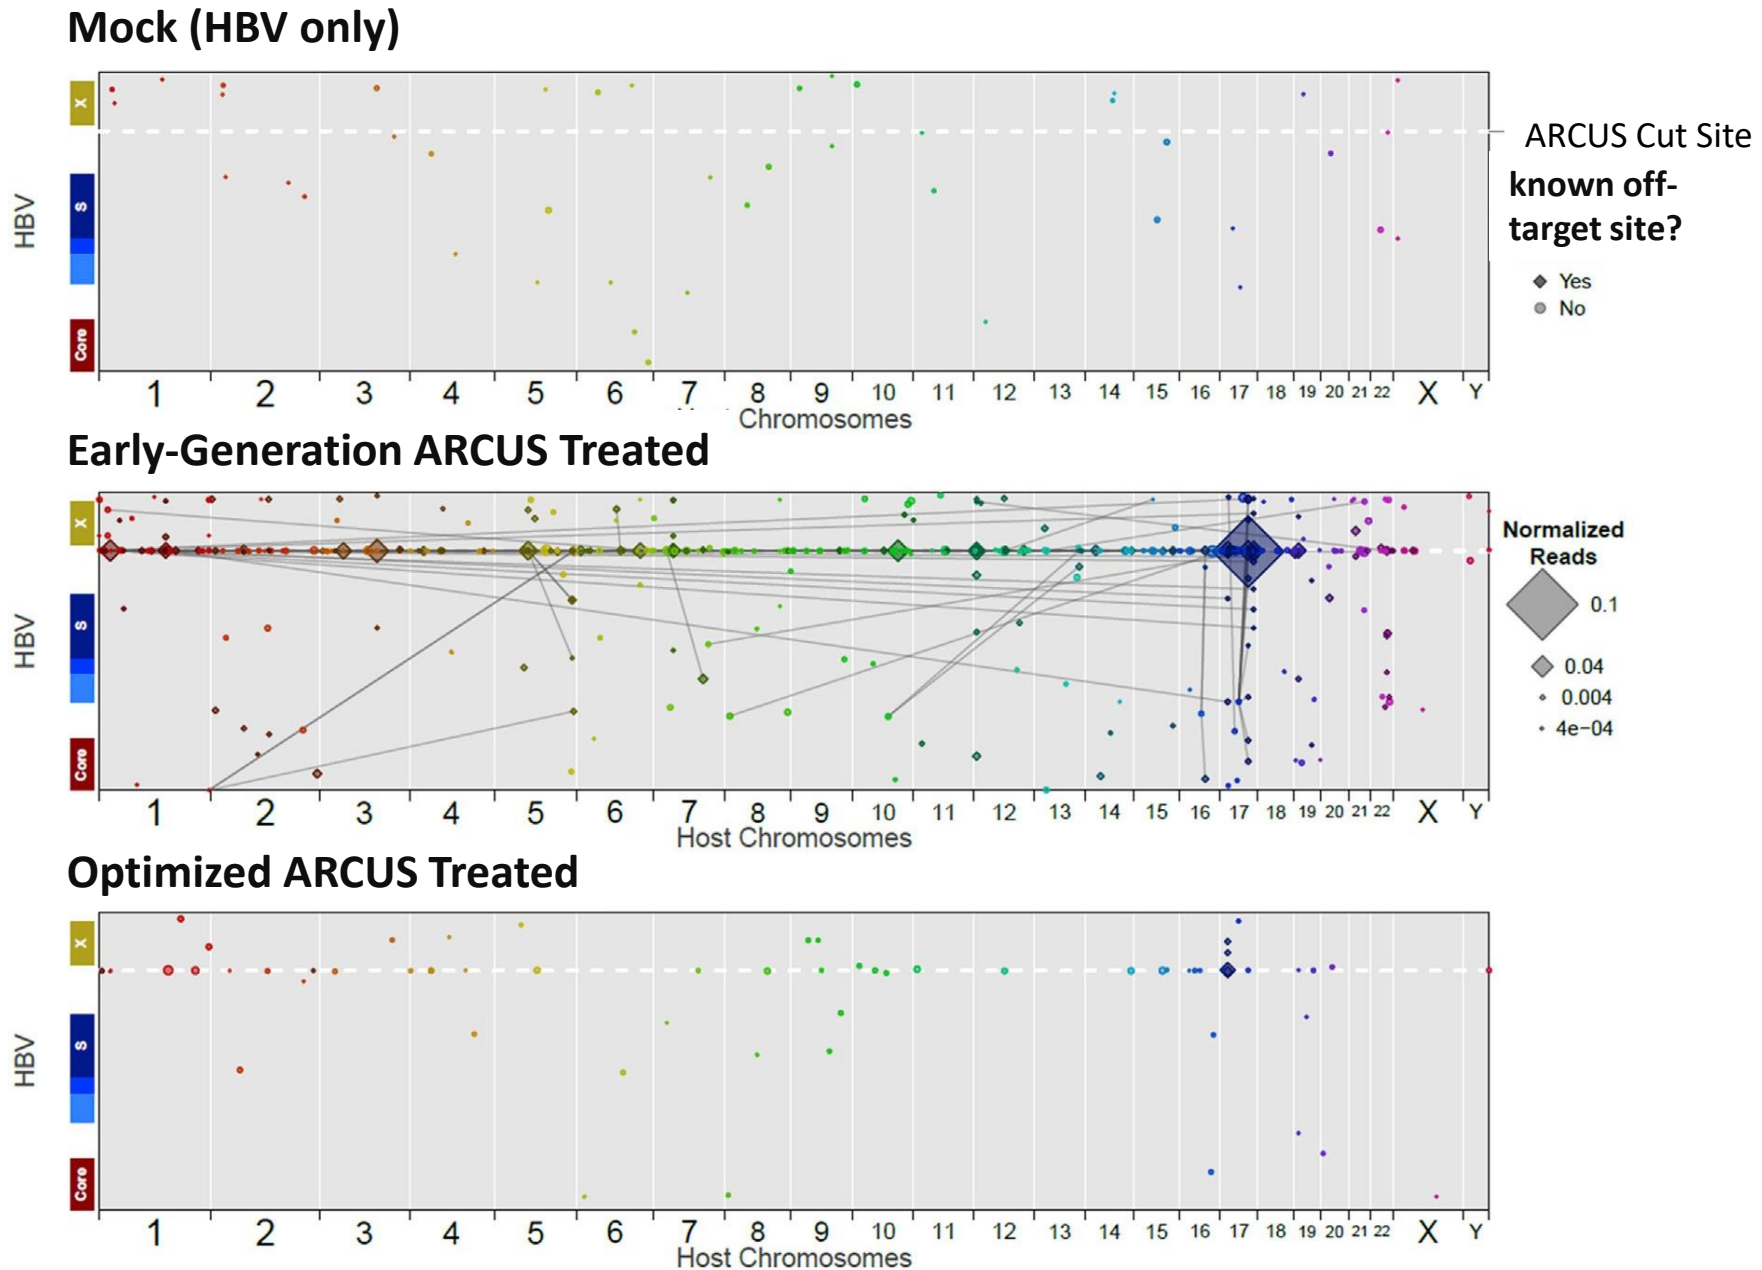 Mock (HBV only)
X
S
Core
HBV
ARCUS Cut Site
known off-
target site?
Yes
No
1 2 3 4 5 6 7 8 9 10 11 12 13 14 15 16 17 18 19 20 21 22 X Y
Chromosomes
Early-Generation ARCUS Treated
X
S
Core
HBV
Normalized
Reads
0.1
0.04
0.004
4e−04
1 2 3 4 5 6 7 8 9 10 11 12 13 14 15 16 17 18 19 20 21 22 X Y
Host Chromosomes
Optimized ARCUS Treated
X
S
Core
HBV
1 2 3 4 5 6 7 8 9 10 11 12 13 14 15 16 17 18 19 20 21 22 X Y
Host Chromosomes